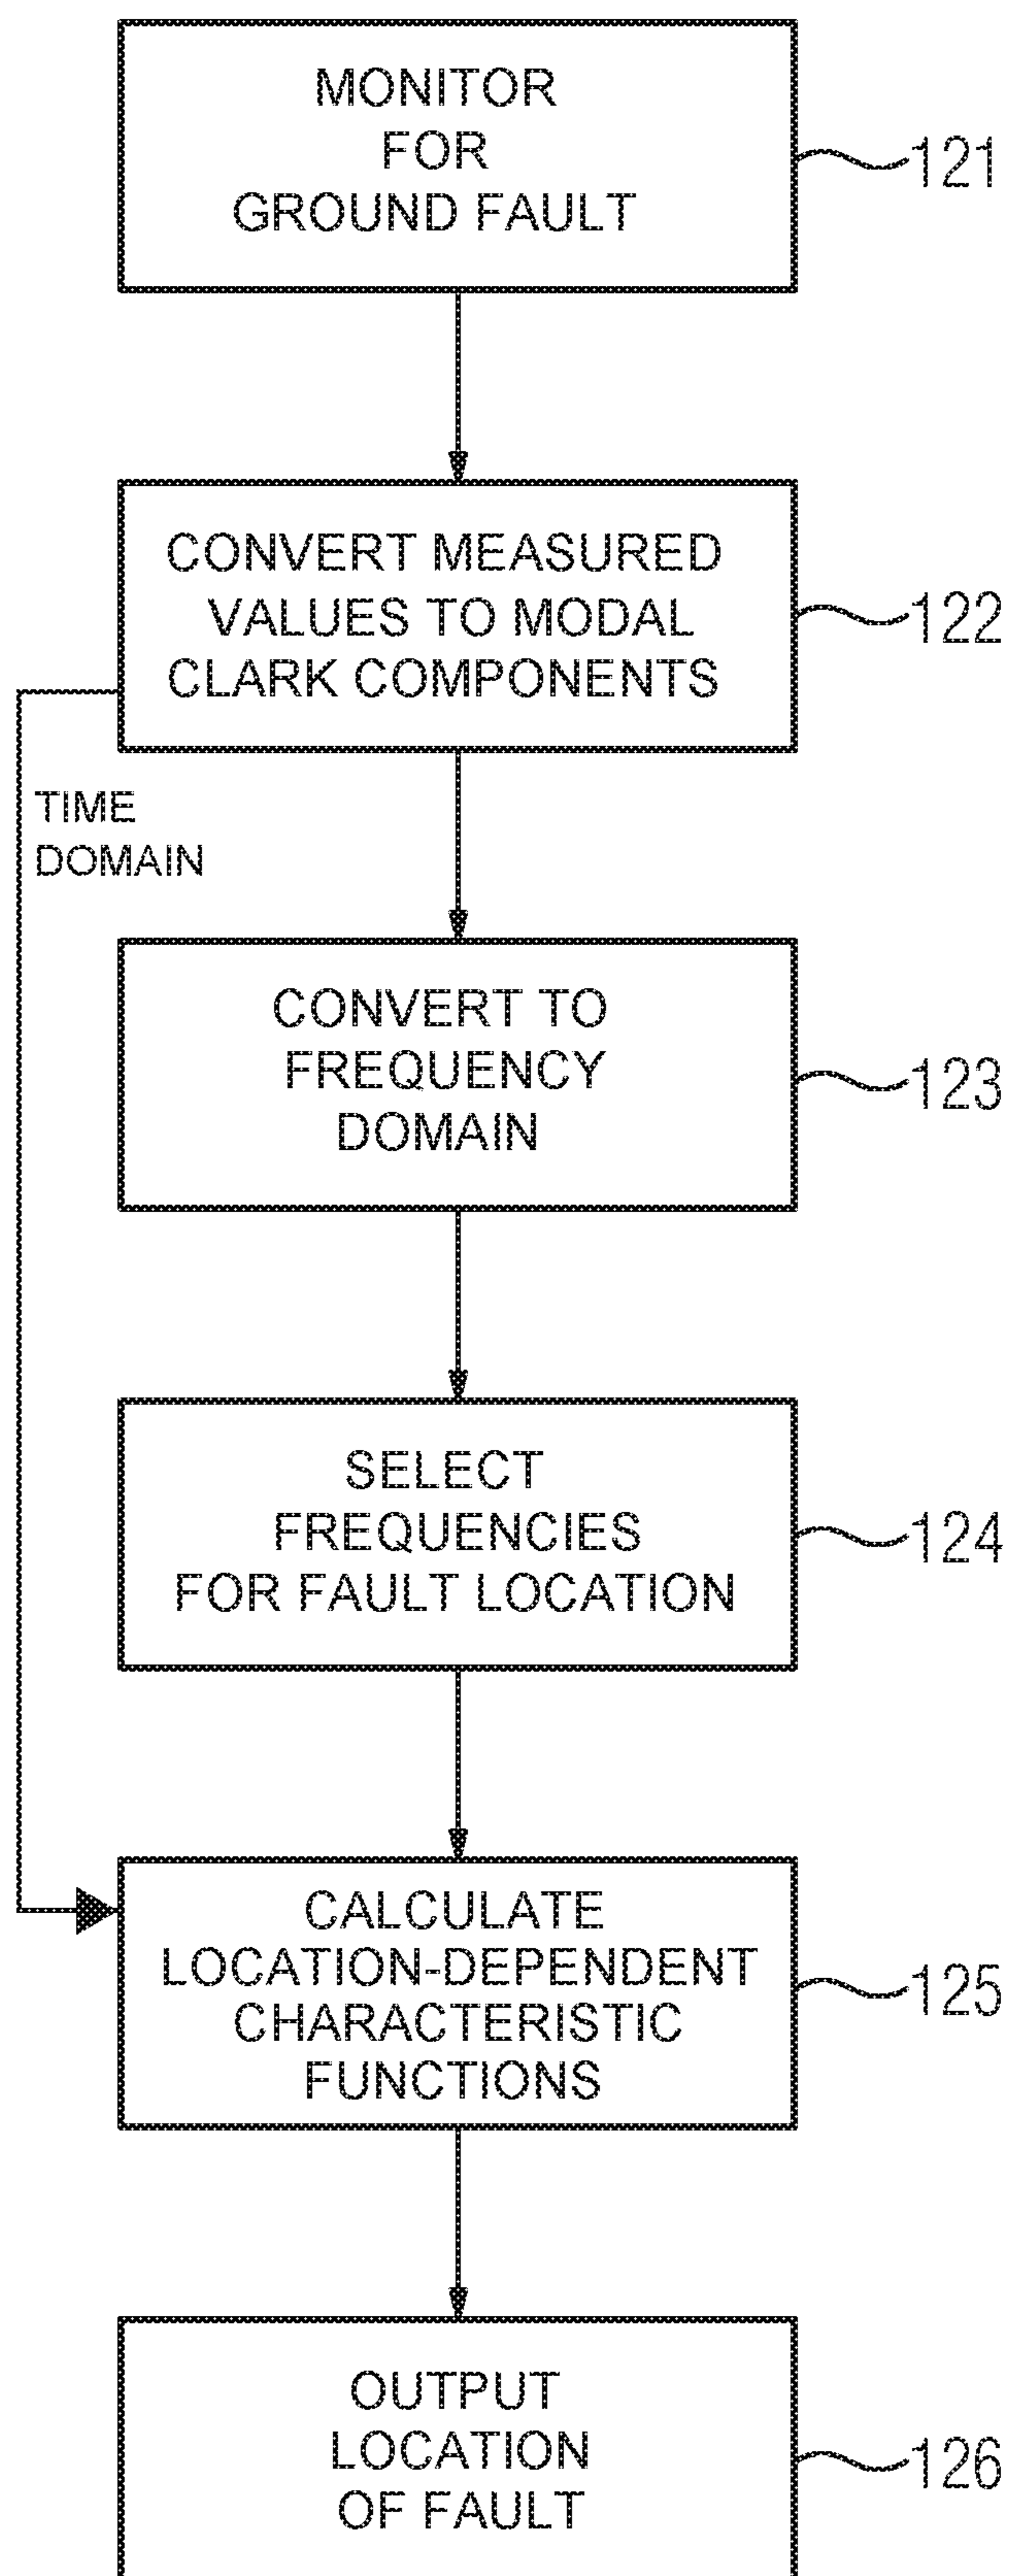 MONITOR
FOR
GROUND FAULT
121
CONVERT MEASURED
VALUES TO MODAL
CLARK COMPONENTS
122
TIME
DOMAIN
CONVERT TO
FREQUENCY
DOMAIN
123
SELECT
FREQUENCIES
FOR FAULT LOCATION
124
CALCULATE
LOCATION-DEPENDENT
CHARACTERISTIC
FUNCTIONS
125
OUTPUT
LOCATION
OF FAULT
126